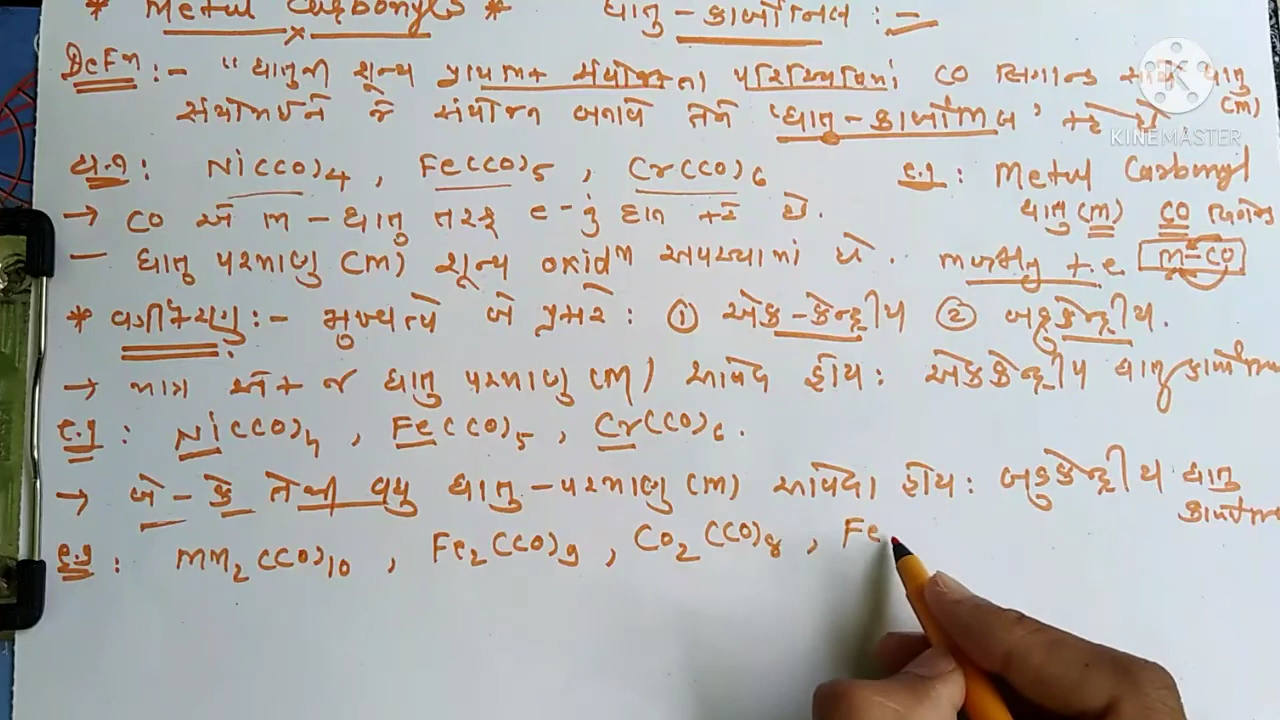 * Metal Carbonyls * ધાતુ - કાર્બોનિલ : -
Defn : - " ધાતુની શૂન્ય સંયોજકતા પરિસ્થિતિમાં CO લિગાન્ડ સાથે ધાતુ (m)
સંયોજાઈને જે સંયોજન બનાવે તેને "ધાતુ - કાર્બોનિલ" કહે છે.
દા.ત : Ni(CO)4 , Fe(CO)5 , Cr(CO)6
e.g : Metal Carbonyl
ધાતુ (m) CO લિગેન્ડ
→ CO એ m - ધાતુ તરફ e- નું દાન કરે છે.
– ધાતુ પરમાણુ (m) શૂન્ય oxidn અવસ્થામાં છે. m-CO
* વર્ગીકરણ : - મુખ્યત્વે બે પ્રકારે : ① એક - કેન્દ્રીય ② બહુકેન્દ્રીય.
→ માત્ર એક જ ધાતુ પરમાણુ (m) આવેલ હોય : એકકેન્દ્રીય ધાતુ
e.g : Ni(CO)4 , Fe(CO)5 , Cr(CO)6.
→ બે - કે તેથી વધુ ધાતુ - પરમાણુ (m) આવેલા હોય : બહુકેન્દ્રીય ધાતુ
e.g : Mn2(CO)10 , Fe2(CO)9 , Co2(CO)8 , Fe
KINEMASTER